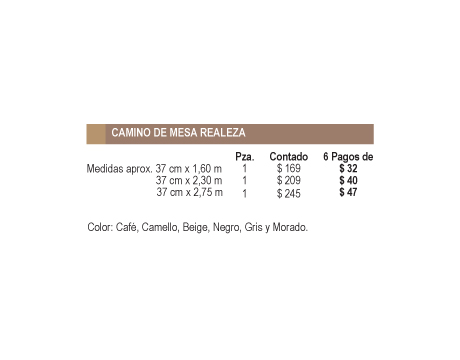 CAMINO DE MESA REALEZA
Pza. Contado 6 Pagos de
Medidas aprox. 37 cm x 1,60 m 1 $ 169 $ 32
37 cm x 2,30 m 1 $ 209 $ 40
37 cm x 2,75 m 1 $ 245 $ 47
Color: Café, Camello, Beige, Negro, Gris y Morado.